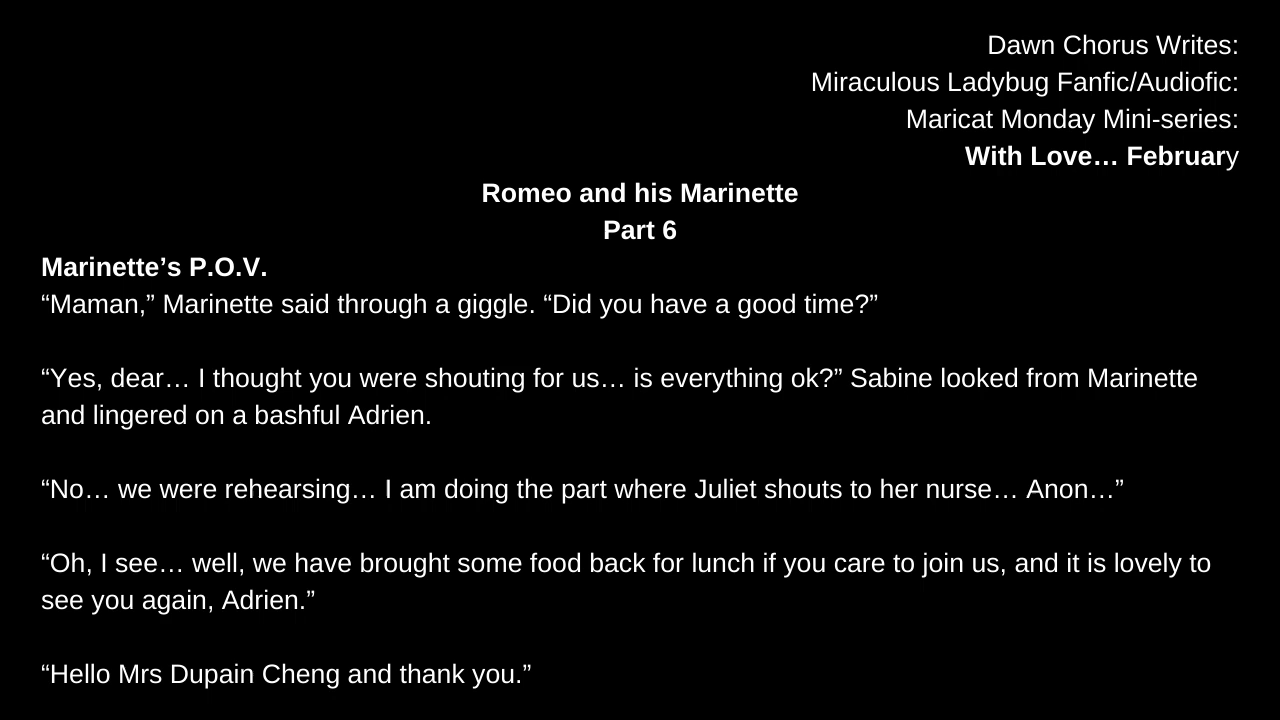 Dawn Chorus Writes:
Miraculous Ladybug Fanfic/Audiofic:
Maricat Monday Mini-series:
With Love… February
Romeo and his Marinette
Part 6
Marinette’s P.O.V.
“Maman,” Marinette said through a giggle. “Did you have a good time?”
“Yes, dear… I thought you were shouting for us… is everything ok?” Sabine looked from Marinette
and lingered on a bashful Adrien.
“No… we were rehearsing… I am doing the part where Juliet shouts to her nurse… Anon…”
“Oh, I see… well, we have brought some food back for lunch if you care to join us, and it is lovely to
see you again, Adrien.”
“Hello Mrs Dupain Cheng and thank you.”